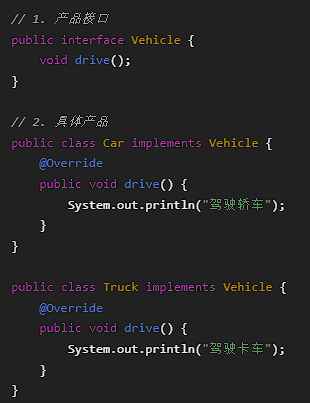 // 1. 产品接口
public interface Vehicle {
    void drive();
}

// 2. 具体产品
public class Car implements Vehicle {
    @Override
    public void drive() {
        System.out.println("驾驶轿车");
    }
}

public class Truck implements Vehicle {
    @Override
    public void drive() {
        System.out.println("驾驶卡车");
    }
}